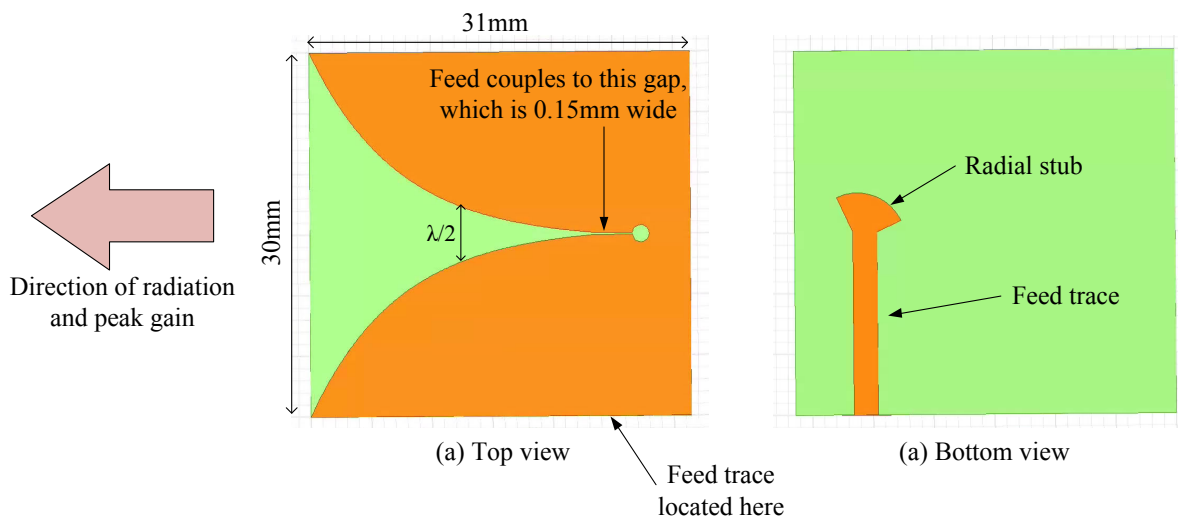 31mm
Feed couples to this gap,
which is 0.15mm wide
30mm
λ/2
Direction of radiation
and peak gain
(a) Top view
Feed trace
located here
Radial stub
Feed trace
(a) Bottom view